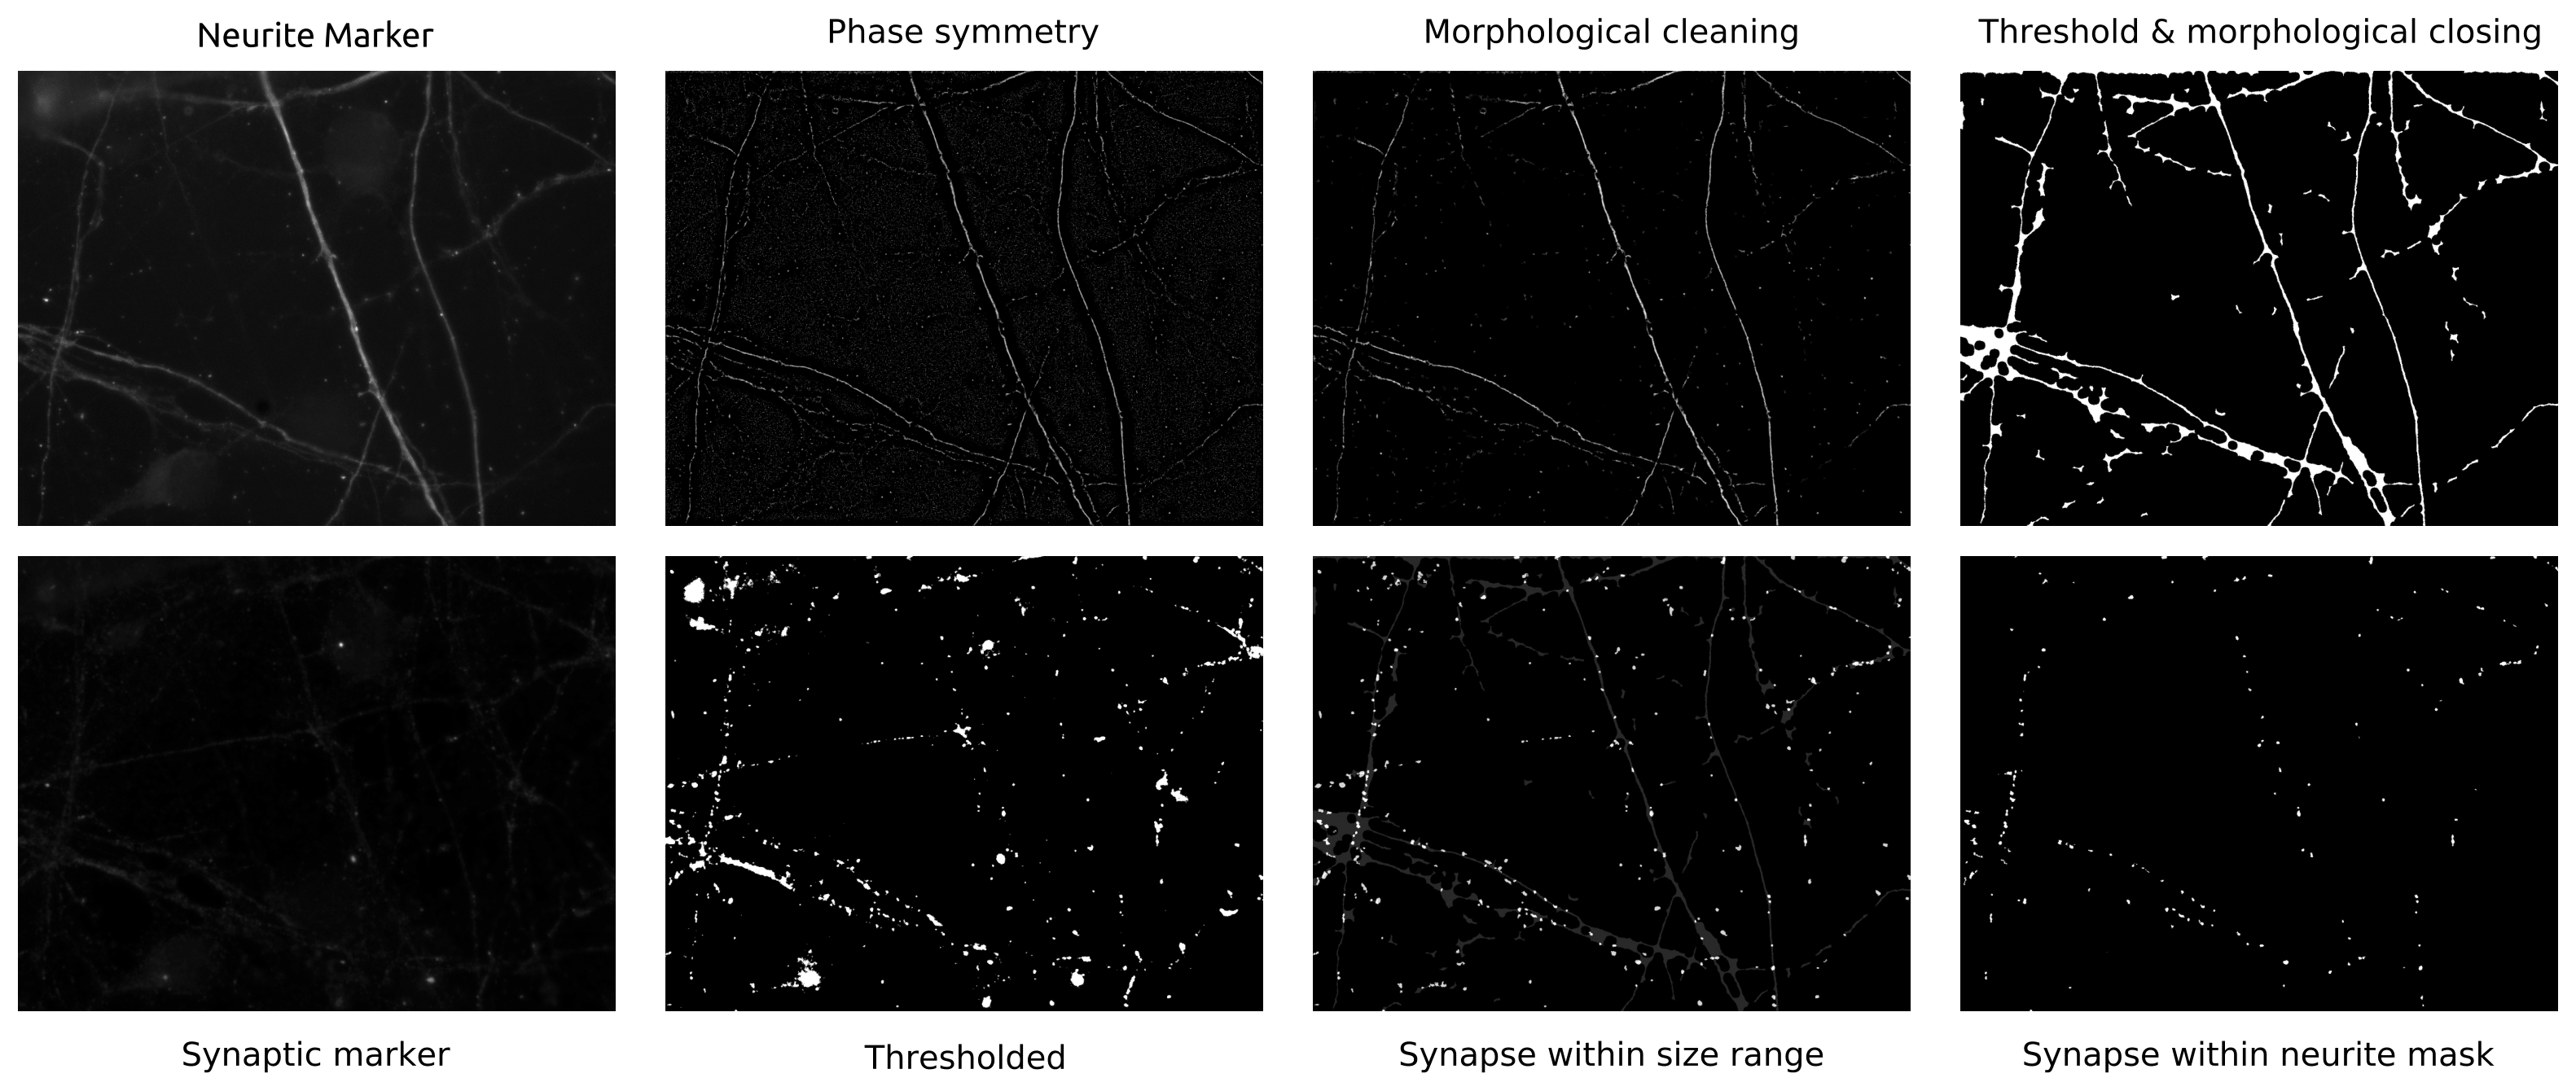 Neurite Marker
Phase symmetry
Morphological cleaning
Threshold & morphological closing
Synaptic marker
Thresholded
Synapse within size range
Synapse within neurite mask